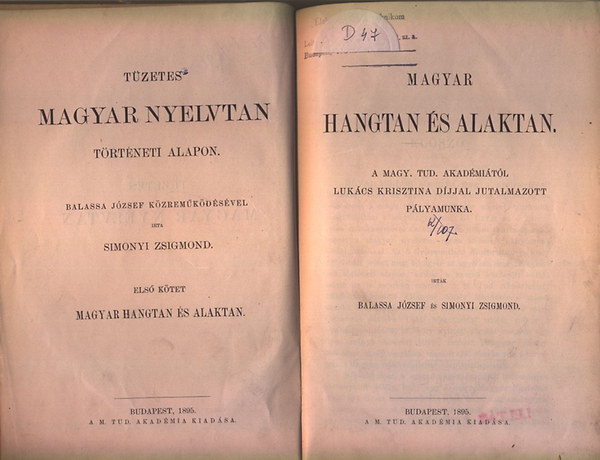 TÜZETES
MAGYAR NYELVTAN
TÖRTÉNETI ALAPON.
BALASSA JÓZSEF KÖZREMŰKÖDÉSÉVEL
IRTA
SIMONYI ZSIGMOND.
ELSŐ KÖTET
MAGYAR HANGTAN ÉS ALAKTAN.
BUDAPEST, 1895.
A M. TUD. AKADÉMIA KIADÁSA.
D 47
MAGYAR
HANGTAN ÉS ALAKTAN.
A MAGY. TUD. AKADÉMIÁTÓL
LUKÁCS KRISZTINA DÍJJAL JUTALMAZOTT
PÁLYAMUNKA.
IRTÁK
BALASSA JÓZSEF és SIMONYI ZSIGMOND.
BUDAPEST, 1895.
A M. TUD. AKADÉMIA KIADÁSA.